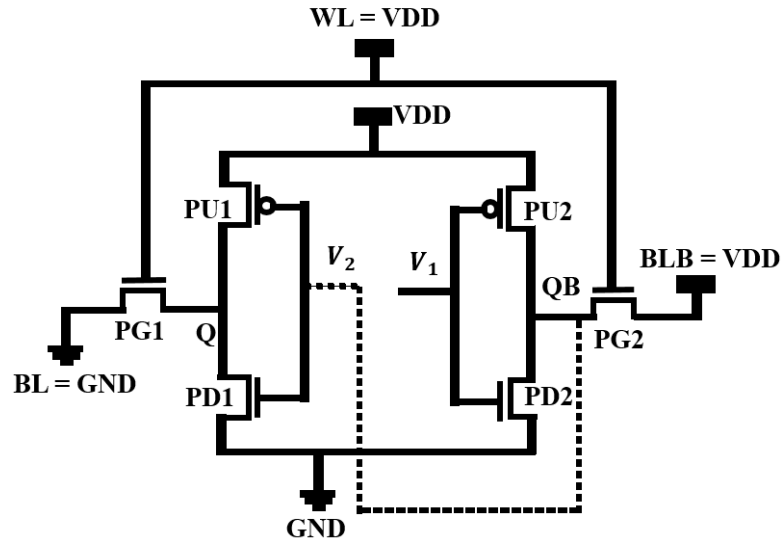 WL = VDD
VDD
PU1
PU2
V₂
V₁
BLB = VDD
QB
PG1
Q
PG2
BL = GND
PD1
PD2
GND